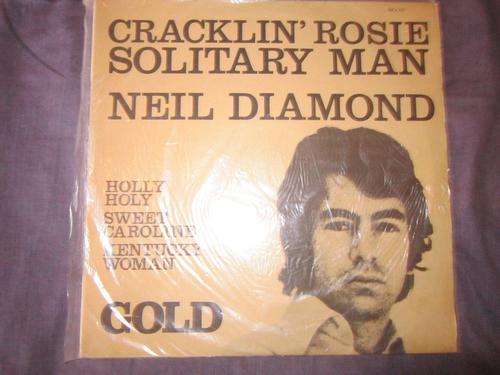 CRACKLIN' ROSIE
SOLITARY MAN
NEIL DIAMOND
HOLLY
HOLY
SWEET
CAROLINE
KENTUCKY
WOMAN
GOLD